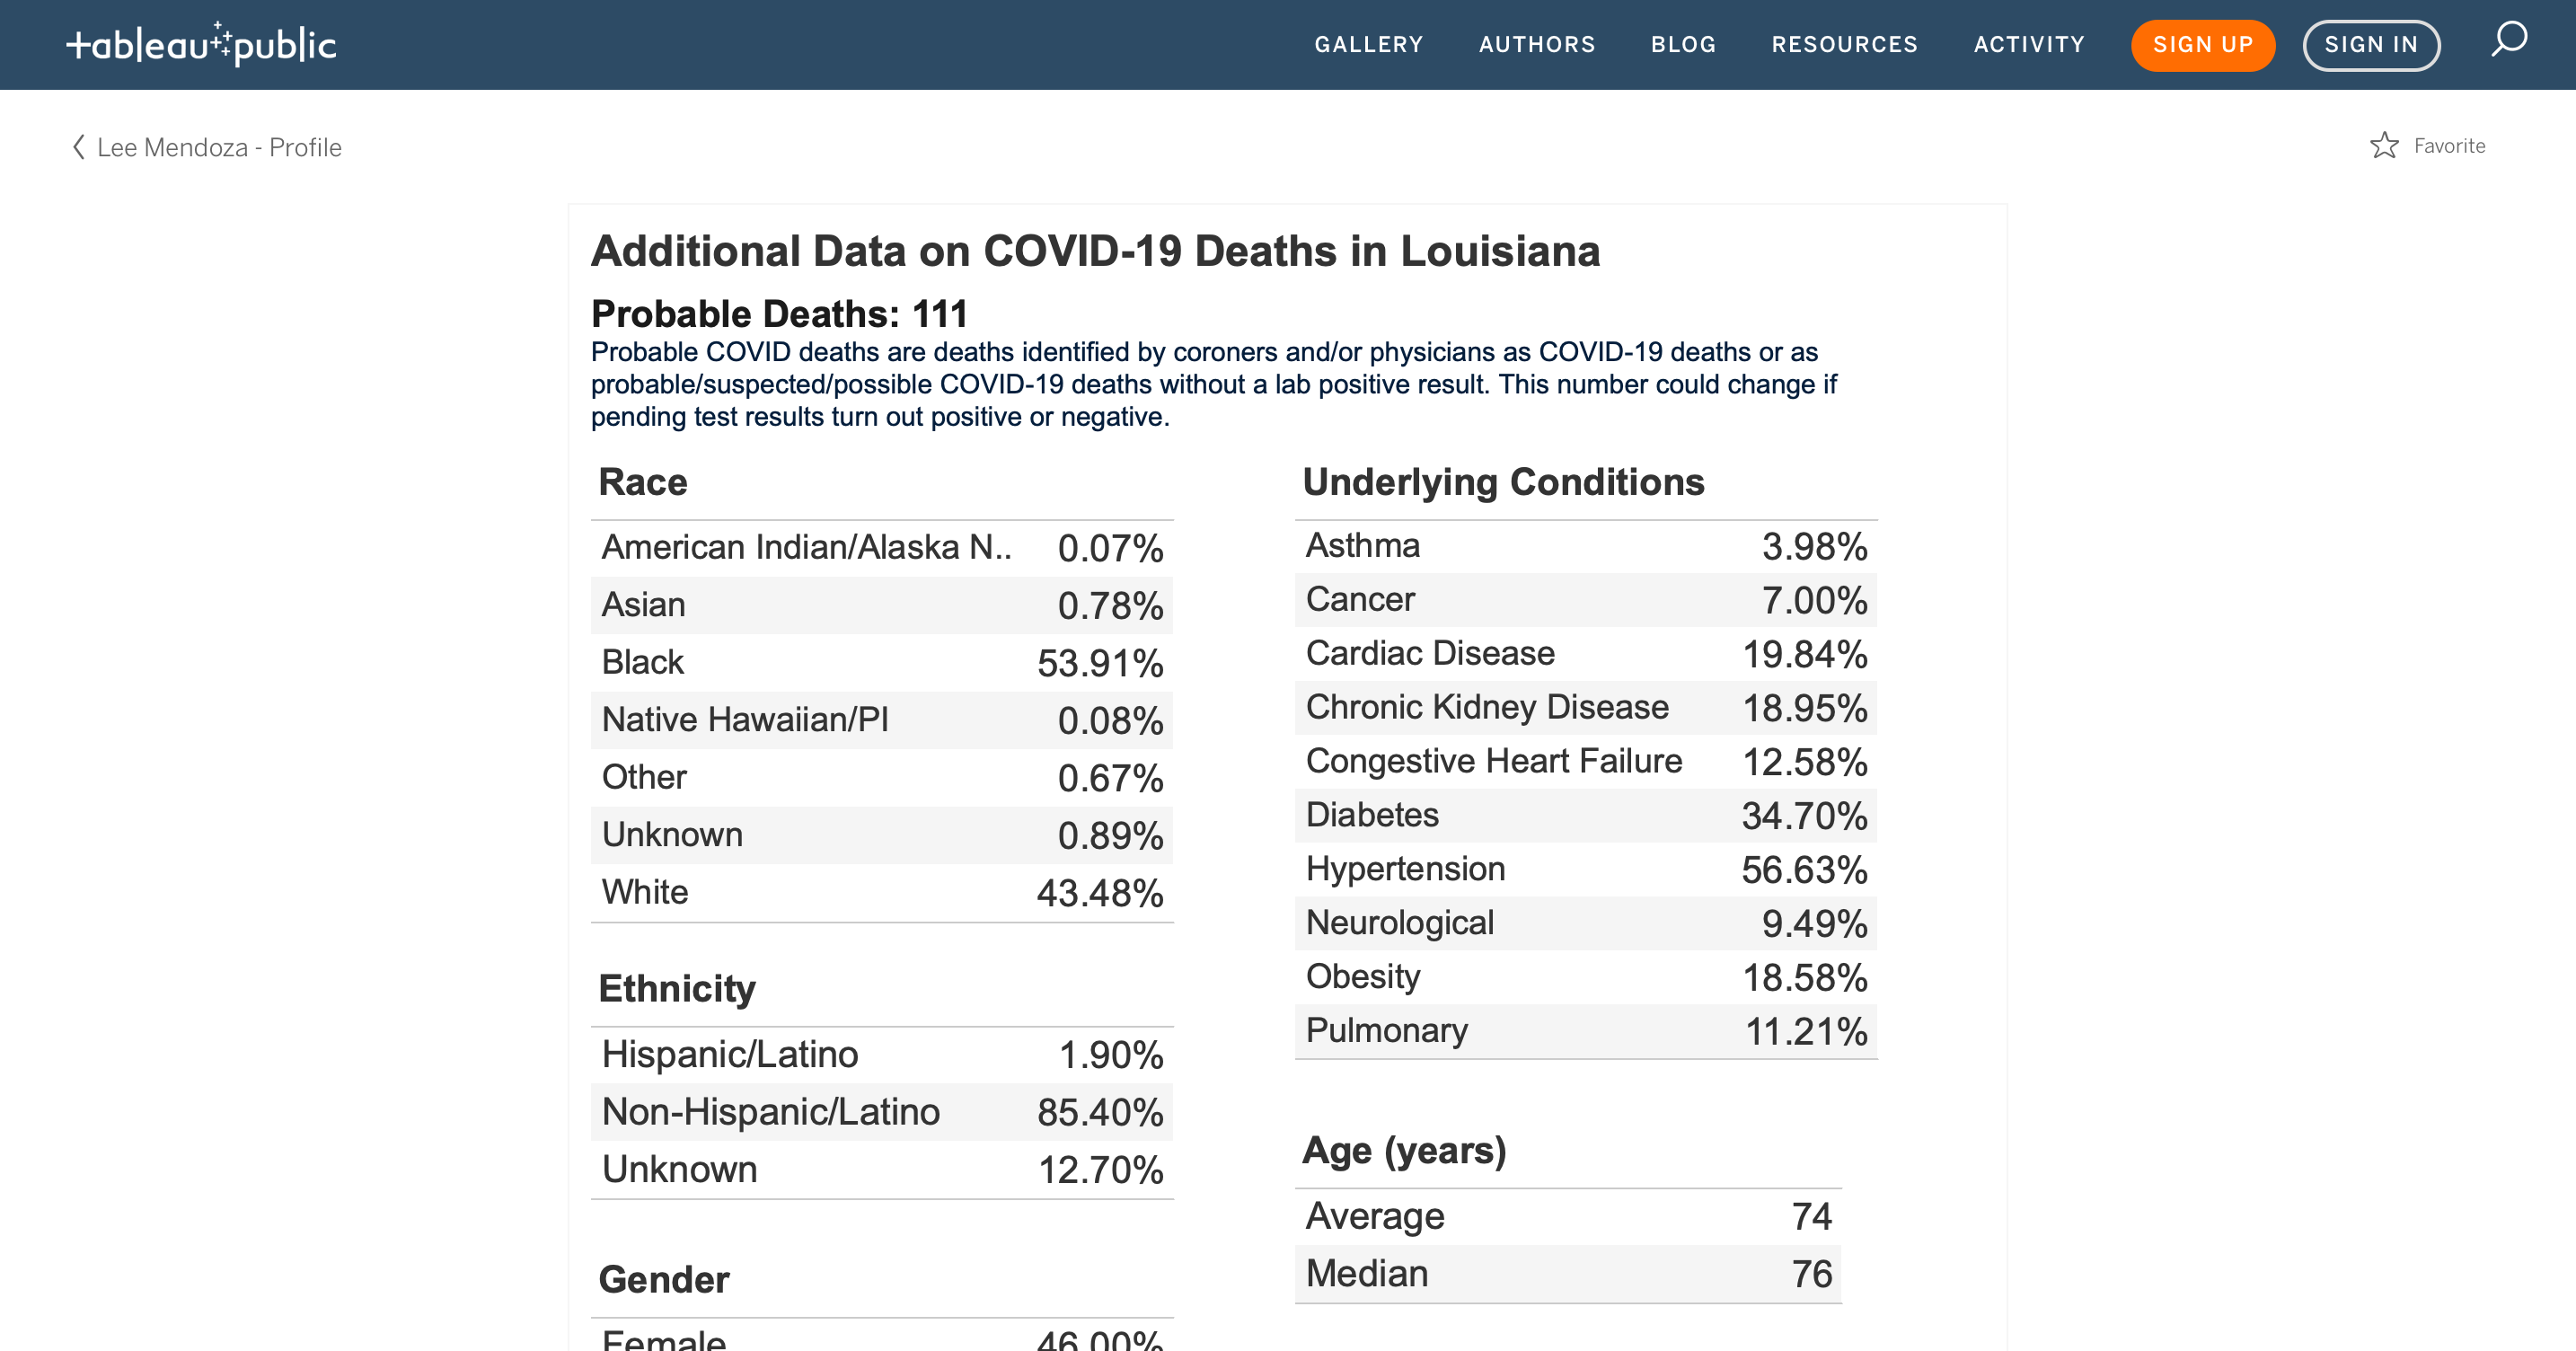 tableau public
GALLERY AUTHORS BLOG RESOURCES ACTIVITY SIGN UP SIGN IN
Lee Mendoza - Profile
Favorite
Additional Data on COVID-19 Deaths in Louisiana
Probable Deaths: 111
Probable COVID deaths are deaths identified by coroners and/or physicians as COVID-19 deaths or as
probable/suspected/possible COVID-19 deaths without a lab positive result. This number could change if
pending test results turn out positive or negative.
Race
American Indian/Alaska N.. 0.07%
Asian 0.78%
Black 53.91%
Native Hawaiian/PI 0.08%
Other 0.67%
Unknown 0.89%
White 43.48%
Ethnicity
Hispanic/Latino 1.90%
Non-Hispanic/Latino 85.40%
Unknown 12.70%
Gender
Female 46.00%
Underlying Conditions
Asthma 3.98%
Cancer 7.00%
Cardiac Disease 19.84%
Chronic Kidney Disease 18.95%
Congestive Heart Failure 12.58%
Diabetes 34.70%
Hypertension 56.63%
Neurological 9.49%
Obesity 18.58%
Pulmonary 11.21%
Age (years)
Average 74
Median 76